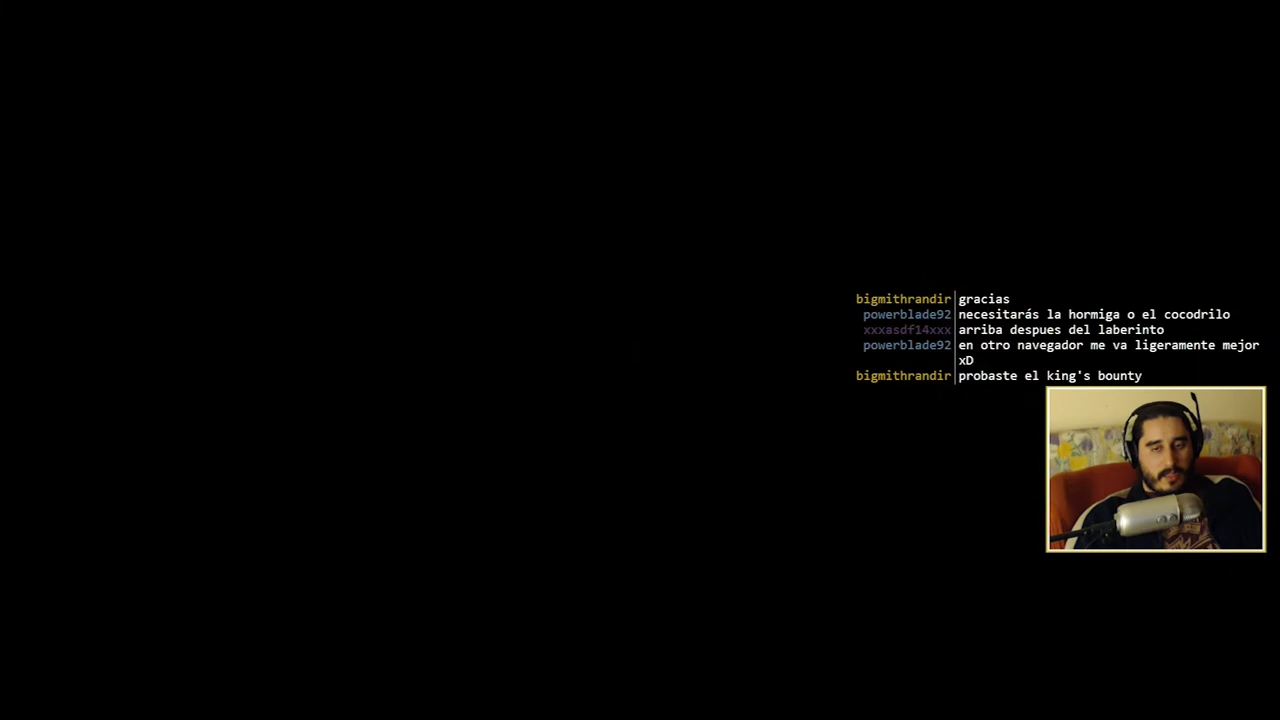 bigmithrandir gracias
powerblade92 necesitarás la hormiga o el cocodrilo
xxxasdf14xxx arriba despues del laberinto
powerblade92 en otro navegador me va ligeramente mejor
xD
bigmithrandir probaste el king's bounty